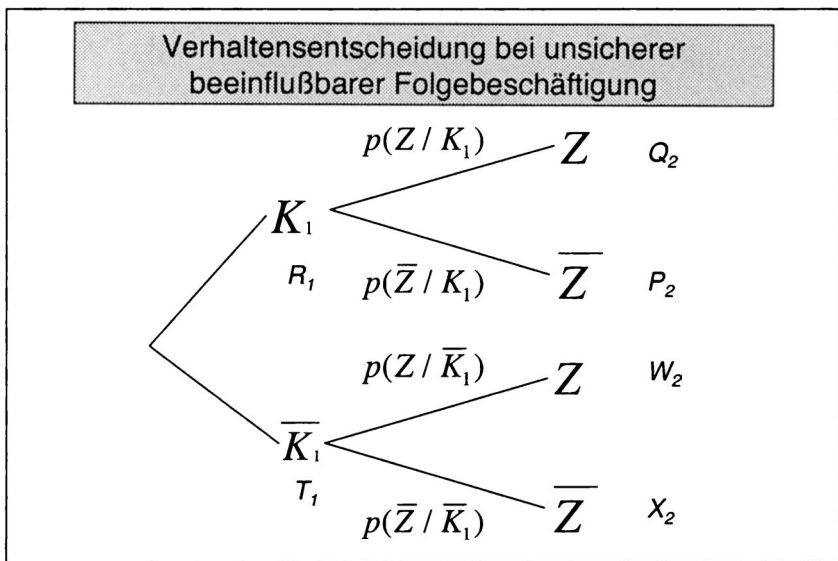 Verhaltensentscheidung bei unsicherer
beeinflußbarer Folgebeschäftigung
p(Z / K₁)
Z Q₂
K₁
R₁
p(Z̅ / K₁) Z̅ P₂
p(Z / K̅₁)
Z W₂
K̅₁
T₁
p(Z̅ / K̅₁) Z̅ X₂